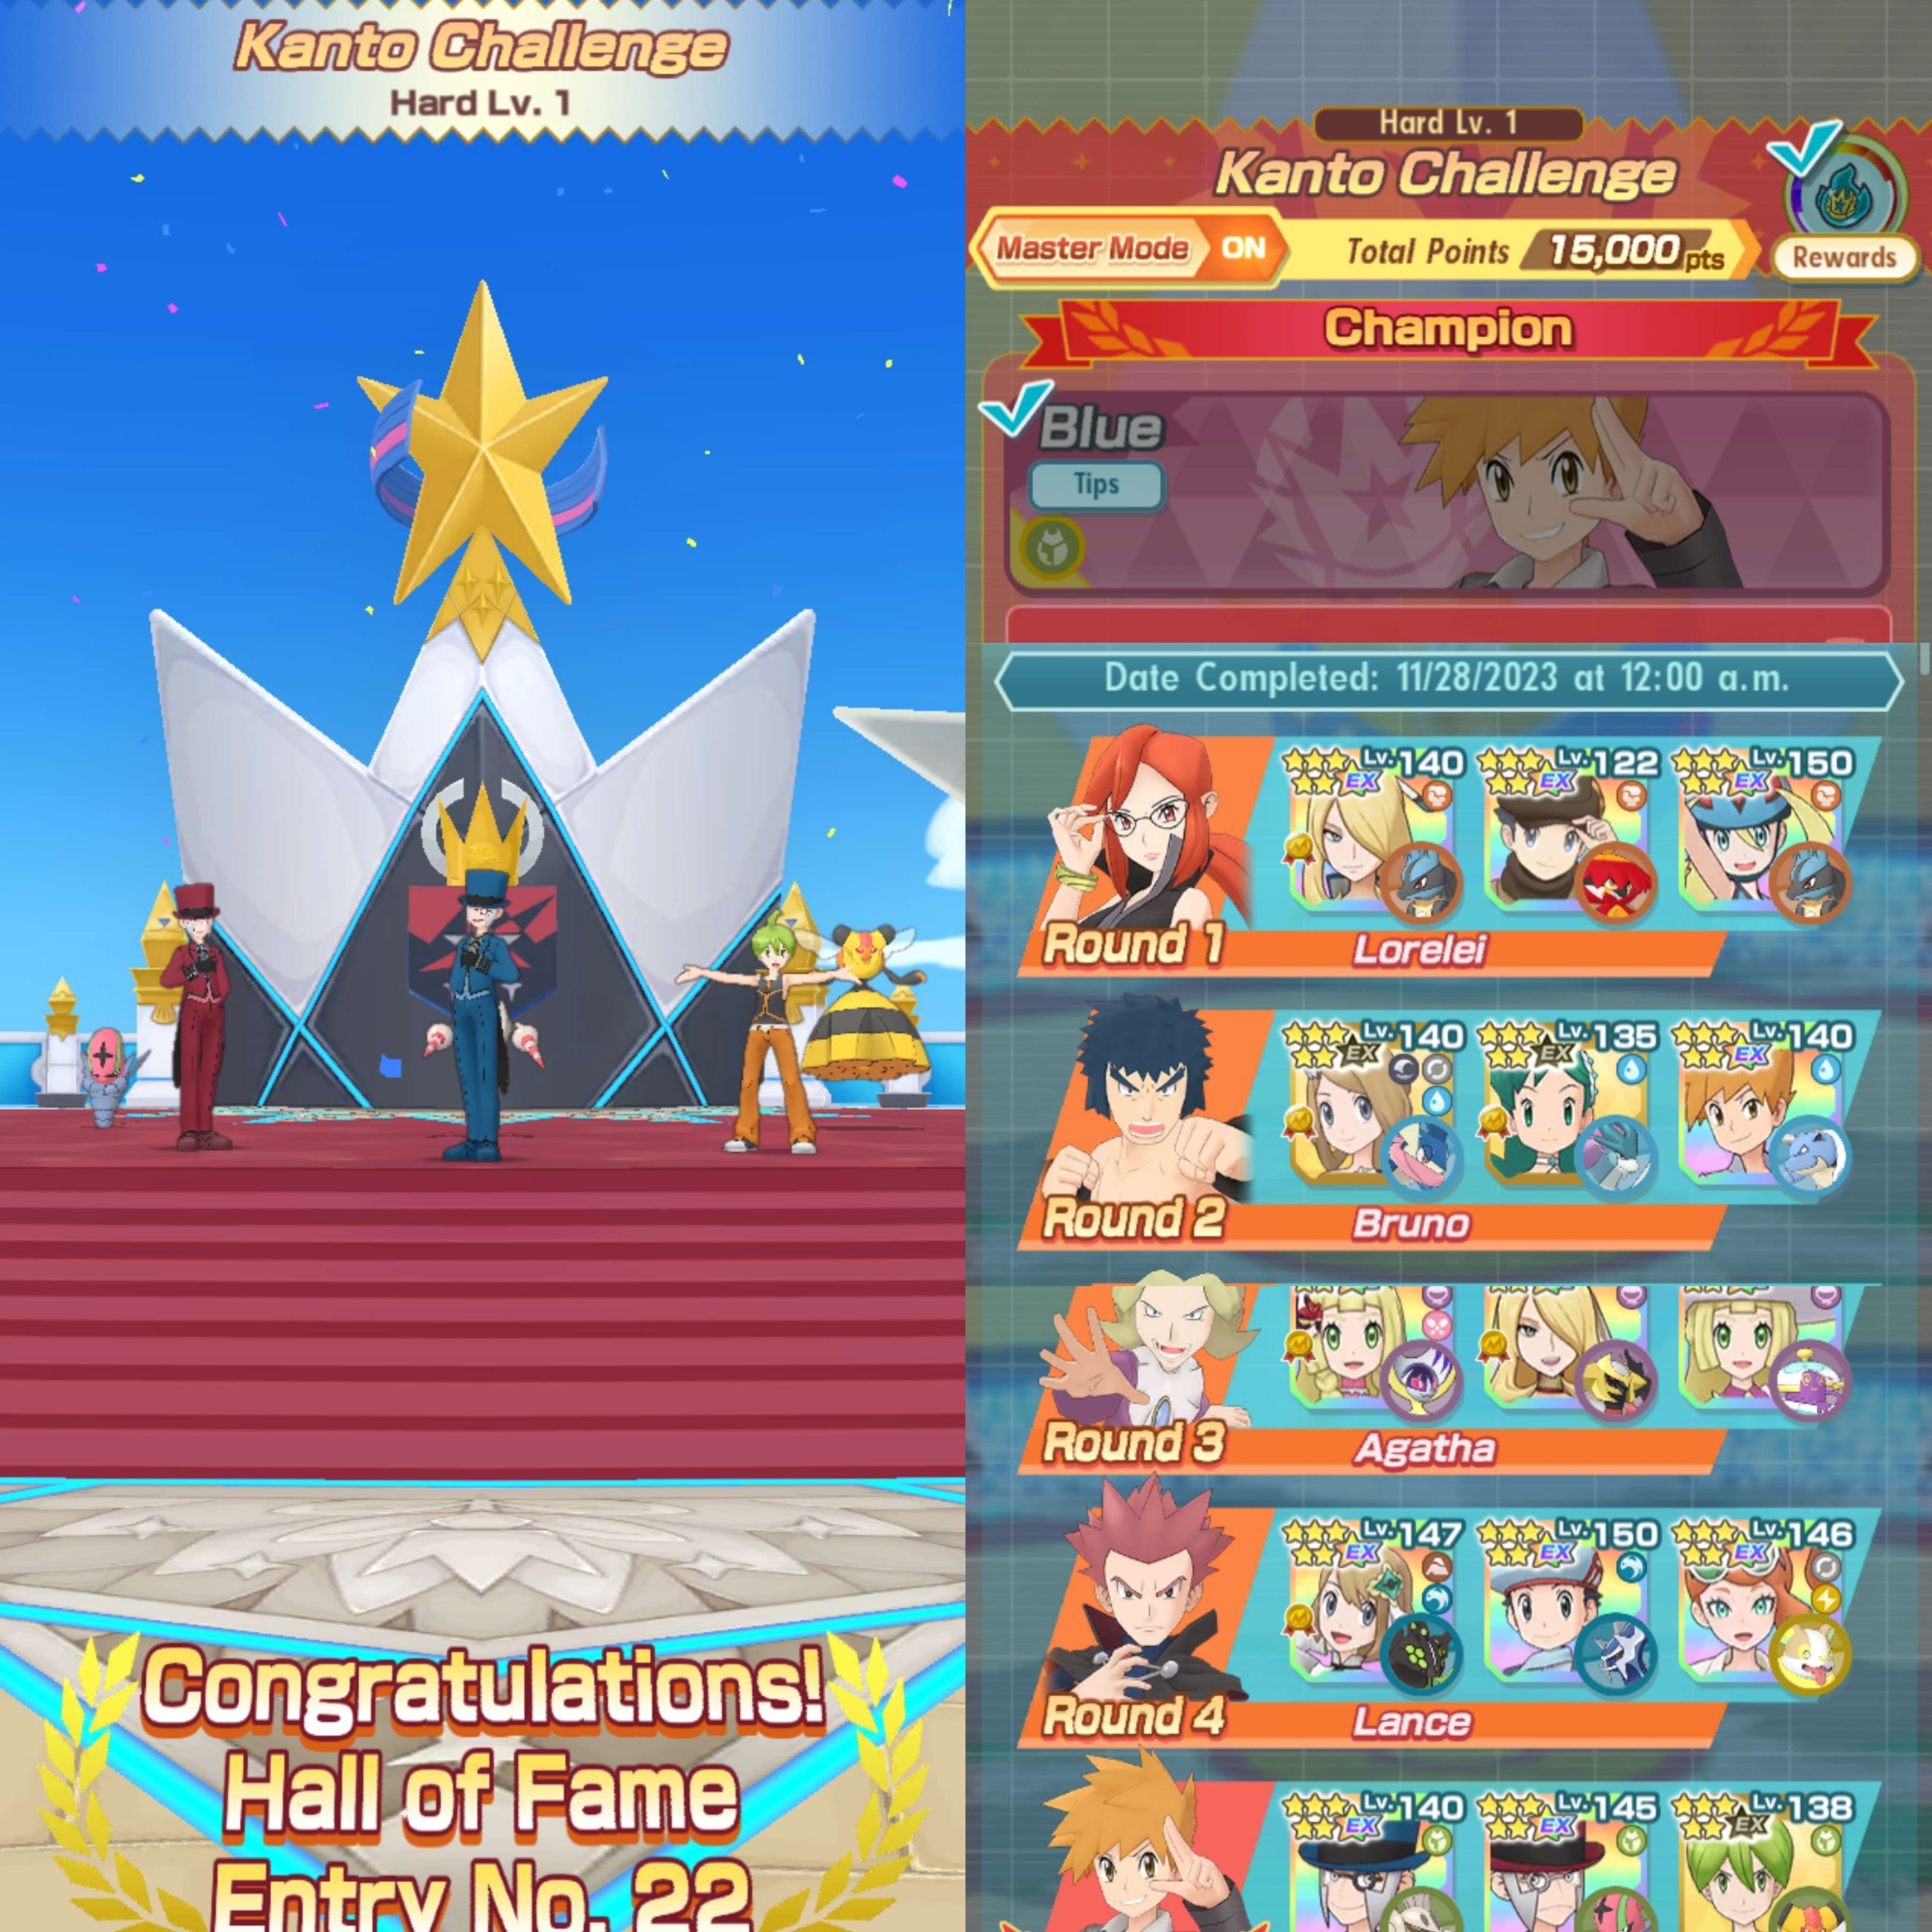 Kanto Challenge
Hard Lv. 1
Congratulations!
Hall of Fame
Entry No. 22
Hard Lv. 1
Kanto Challenge
Master Mode ON
Total Points 15,000 pts
Rewards
Champion
Blue
Tips
Date Completed: 11/28/2023 at 12:00 a.m.
Lv. 140 EX Lv. 122 EX Lv. 150 EX
Round 1 Lorelei
Lv. 140 EX Lv. 135 EX Lv. 140 EX
Round 2 Bruno
Round 3 Agatha
Lv. 147 EX Lv. 150 EX Lv. 146 EX
Round 4 Lance
Lv. 140 EX Lv. 145 EX Lv. 138 EX